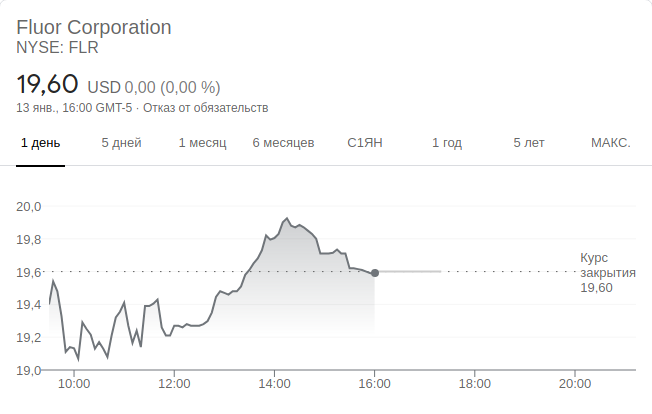 Fluor Corporation
NYSE: FLR
19,60 USD 0,00 (0,00 %)
13 янв., 16:00 GMT-5 · Отказ от обязательств
1 день 5 дней 1 месяц 6 месяцев С1ЯН 1 год 5 лет МАКС.
20,0
19,8
19,6
19,4
19,2
19,0
Курс
закрытия
19,60
10:00 12:00 14:00 16:00 18:00 20:00